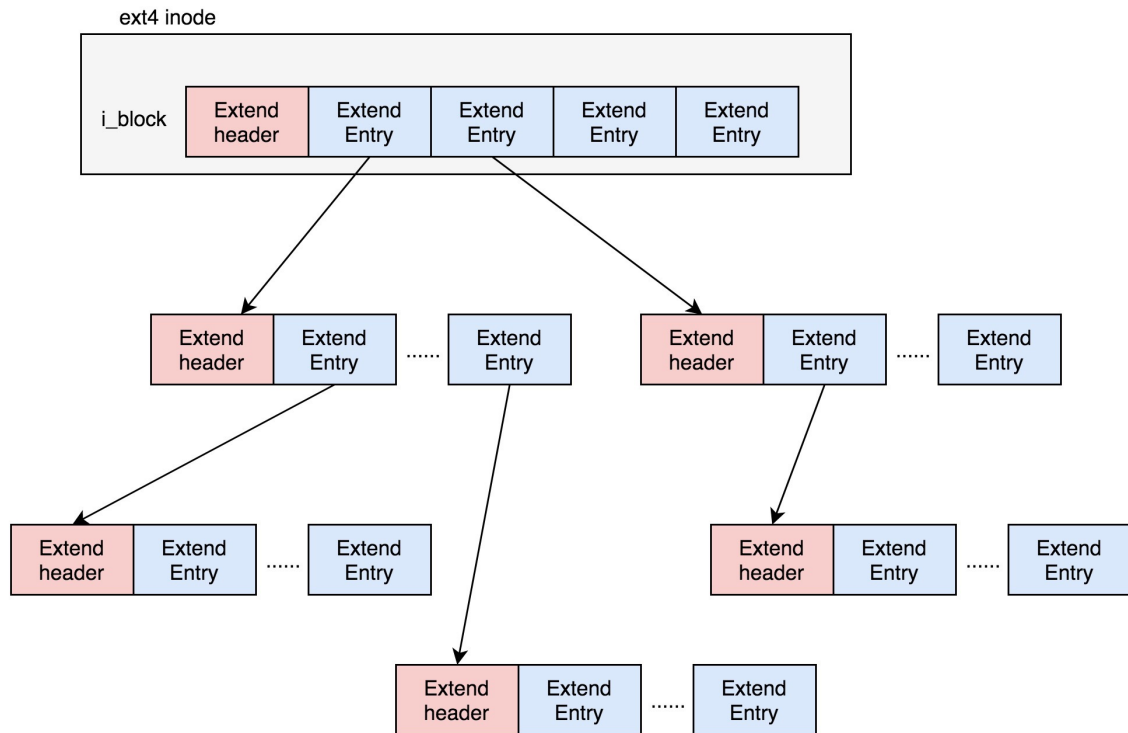 ext4 inode
i_block
Extend
header
Extend
Entry
Extend
Entry
Extend
Entry
Extend
Entry
Extend
header
Extend
Entry
......
Extend
Entry
Extend
header
Extend
Entry
......
Extend
Entry
Extend
header
Extend
Entry
......
Extend
Entry
Extend
header
Extend
Entry
......
Extend
Entry
Extend
header
Extend
Entry
......
Extend
Entry